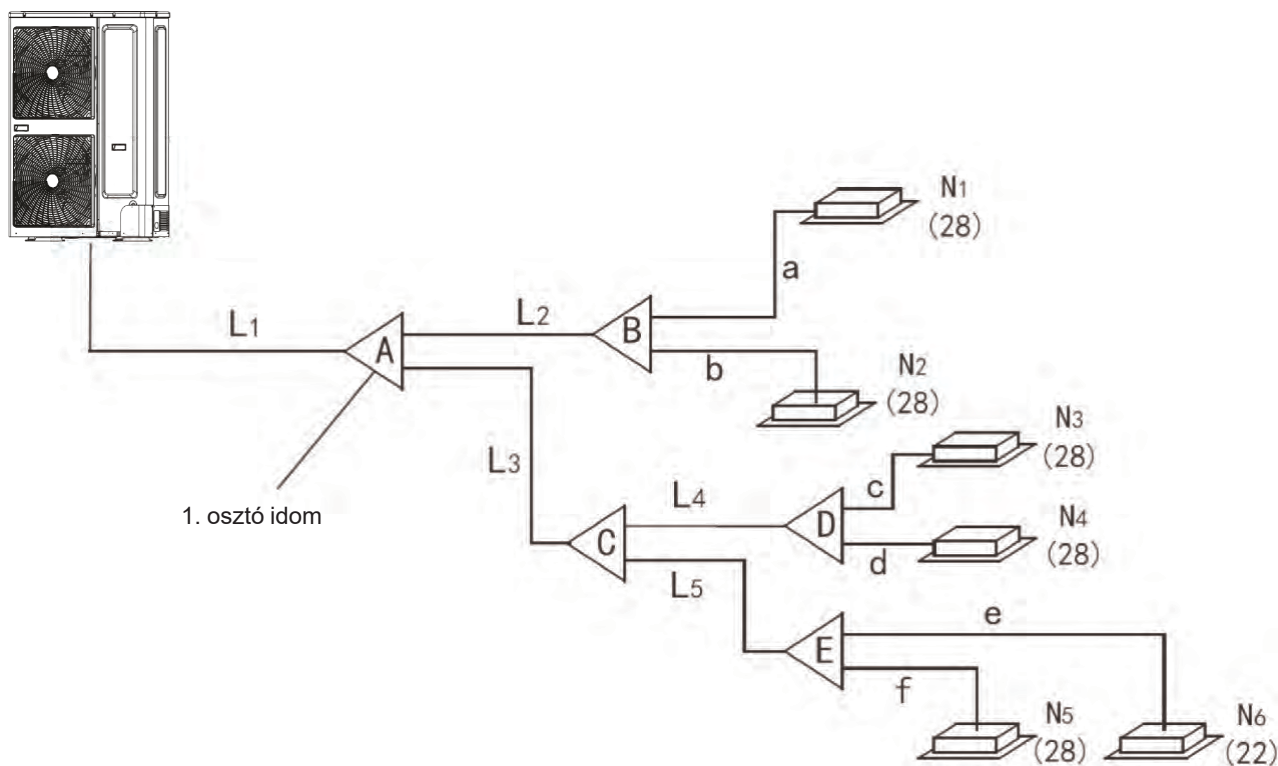 N1
(28)
a
L1
A
L2
B
b
N2
(28)
N3
(28)
L3
1. osztó idom
L4
c
D
C
d
N4
(28)
L5
E
e
f
N5
(28)
N6
(22)